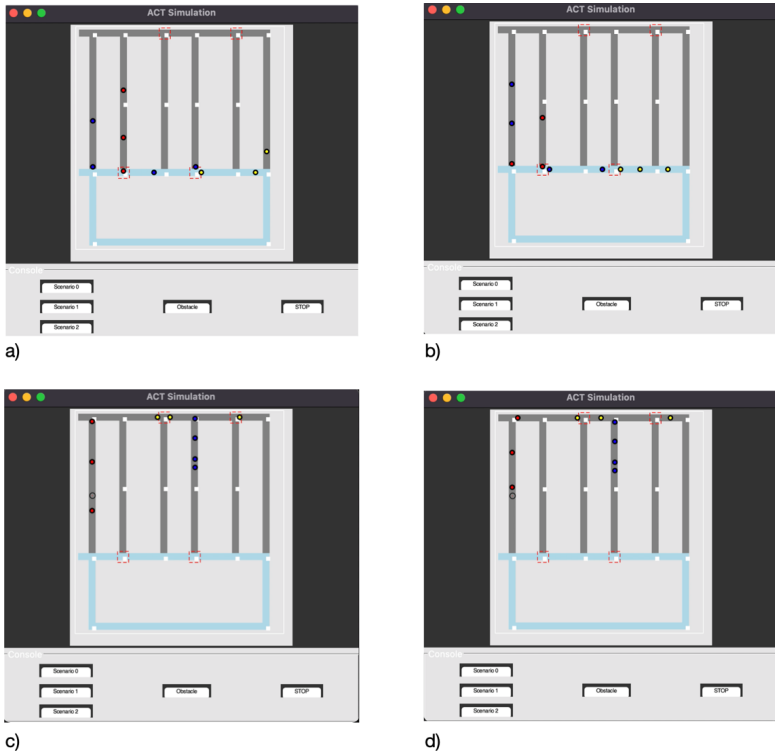 ACT Simulation
Console
Scenario 0
Scenario 1 Obstacle STOP
Scenario 2
a)
ACT Simulation
Console
Scenario 0
Scenario 1 Obstacle STOP
Scenario 2
b)
ACT Simulation
Console
Scenario 0
Scenario 1 Obstacle STOP
Scenario 2
c)
ACT Simulation
Console
Scenario 0
Scenario 1 Obstacle STOP
Scenario 2
d)